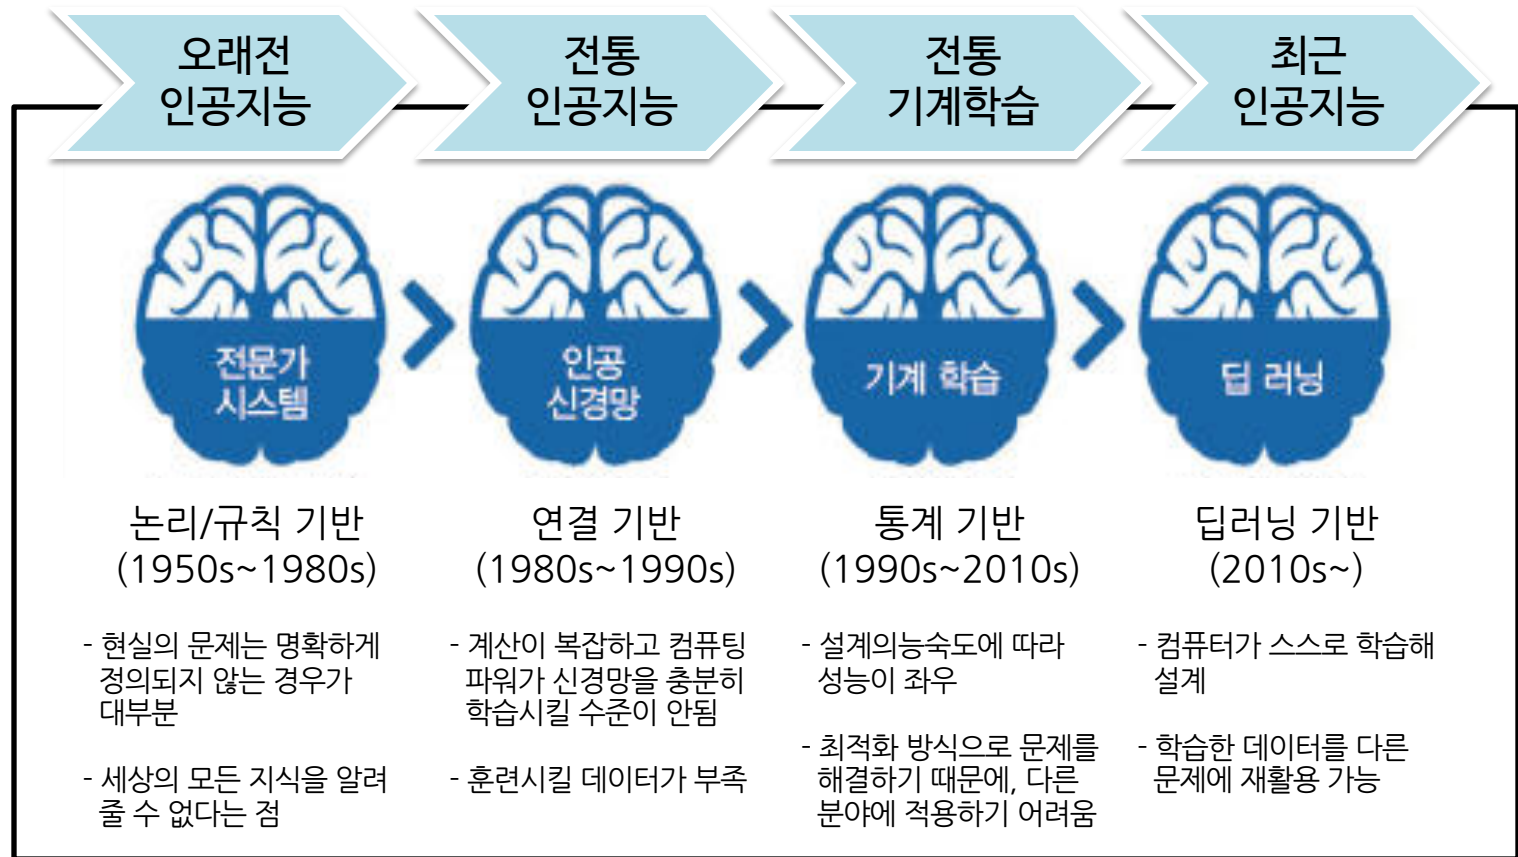 오래전
인공지능
전통
인공지능
전통
기계학습
최근
인공지능
전문가
시스템
인공
신경망
기계 학습
딥 러닝
논리/규칙 기반
(1950s~1980s)
연결 기반
(1980s~1990s)
통계 기반
(1990s~2010s)
딥러닝 기반
(2010s~)
- 현실의 문제는 명확하게
정의되지 않는 경우가
대부분
- 세상의 모든 지식을 알려
줄 수 없다는 점
- 계산이 복잡하고 컴퓨팅
파워가 신경망을 충분히
학습시킬 수준이 안됨
- 훈련시킬 데이터가 부족
- 설계의능숙도에 따라
성능이 좌우
- 최적화 방식으로 문제를
해결하기 때문에, 다른
분야에 적용하기 어려움
- 컴퓨터가 스스로 학습해
설계
- 학습한 데이터를 다른
문제에 재활용 가능